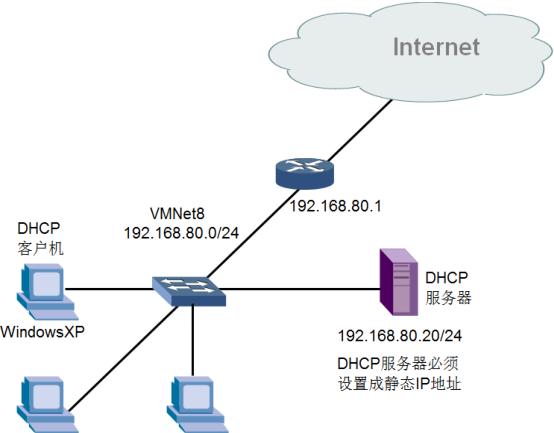 Internet
192.168.80.1
VMNet8
192.168.80.0/24
DHCP
客户机
WindowsXP
DHCP
服务器
192.168.80.20/24
DHCP服务器必须
设置成静态IP地址